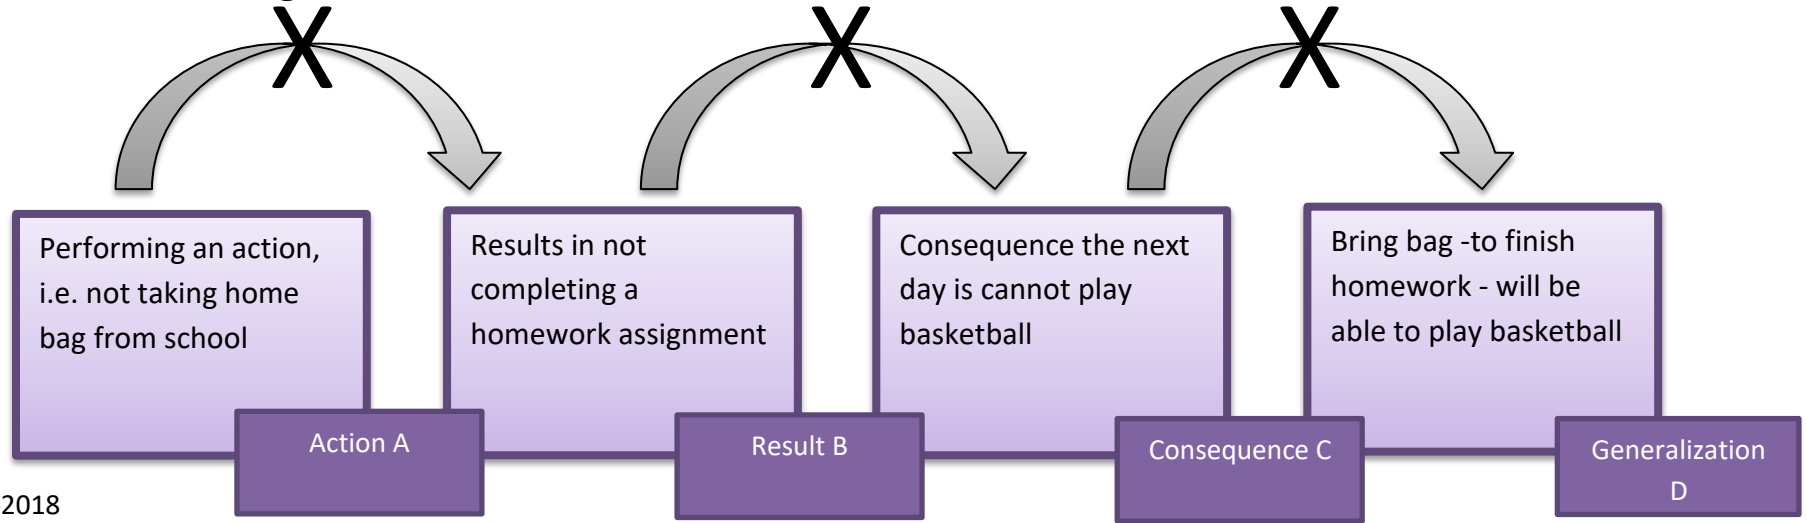 X
X
X
Performing an action,
i.e. not taking home
bag from school
Action A
Results in not
completing a
homework assignment
Result B
Consequence the next
day is cannot play
basketball
Consequence C
Bring bag -to finish
homework - will be
able to play basketball
Generalization
D
2018